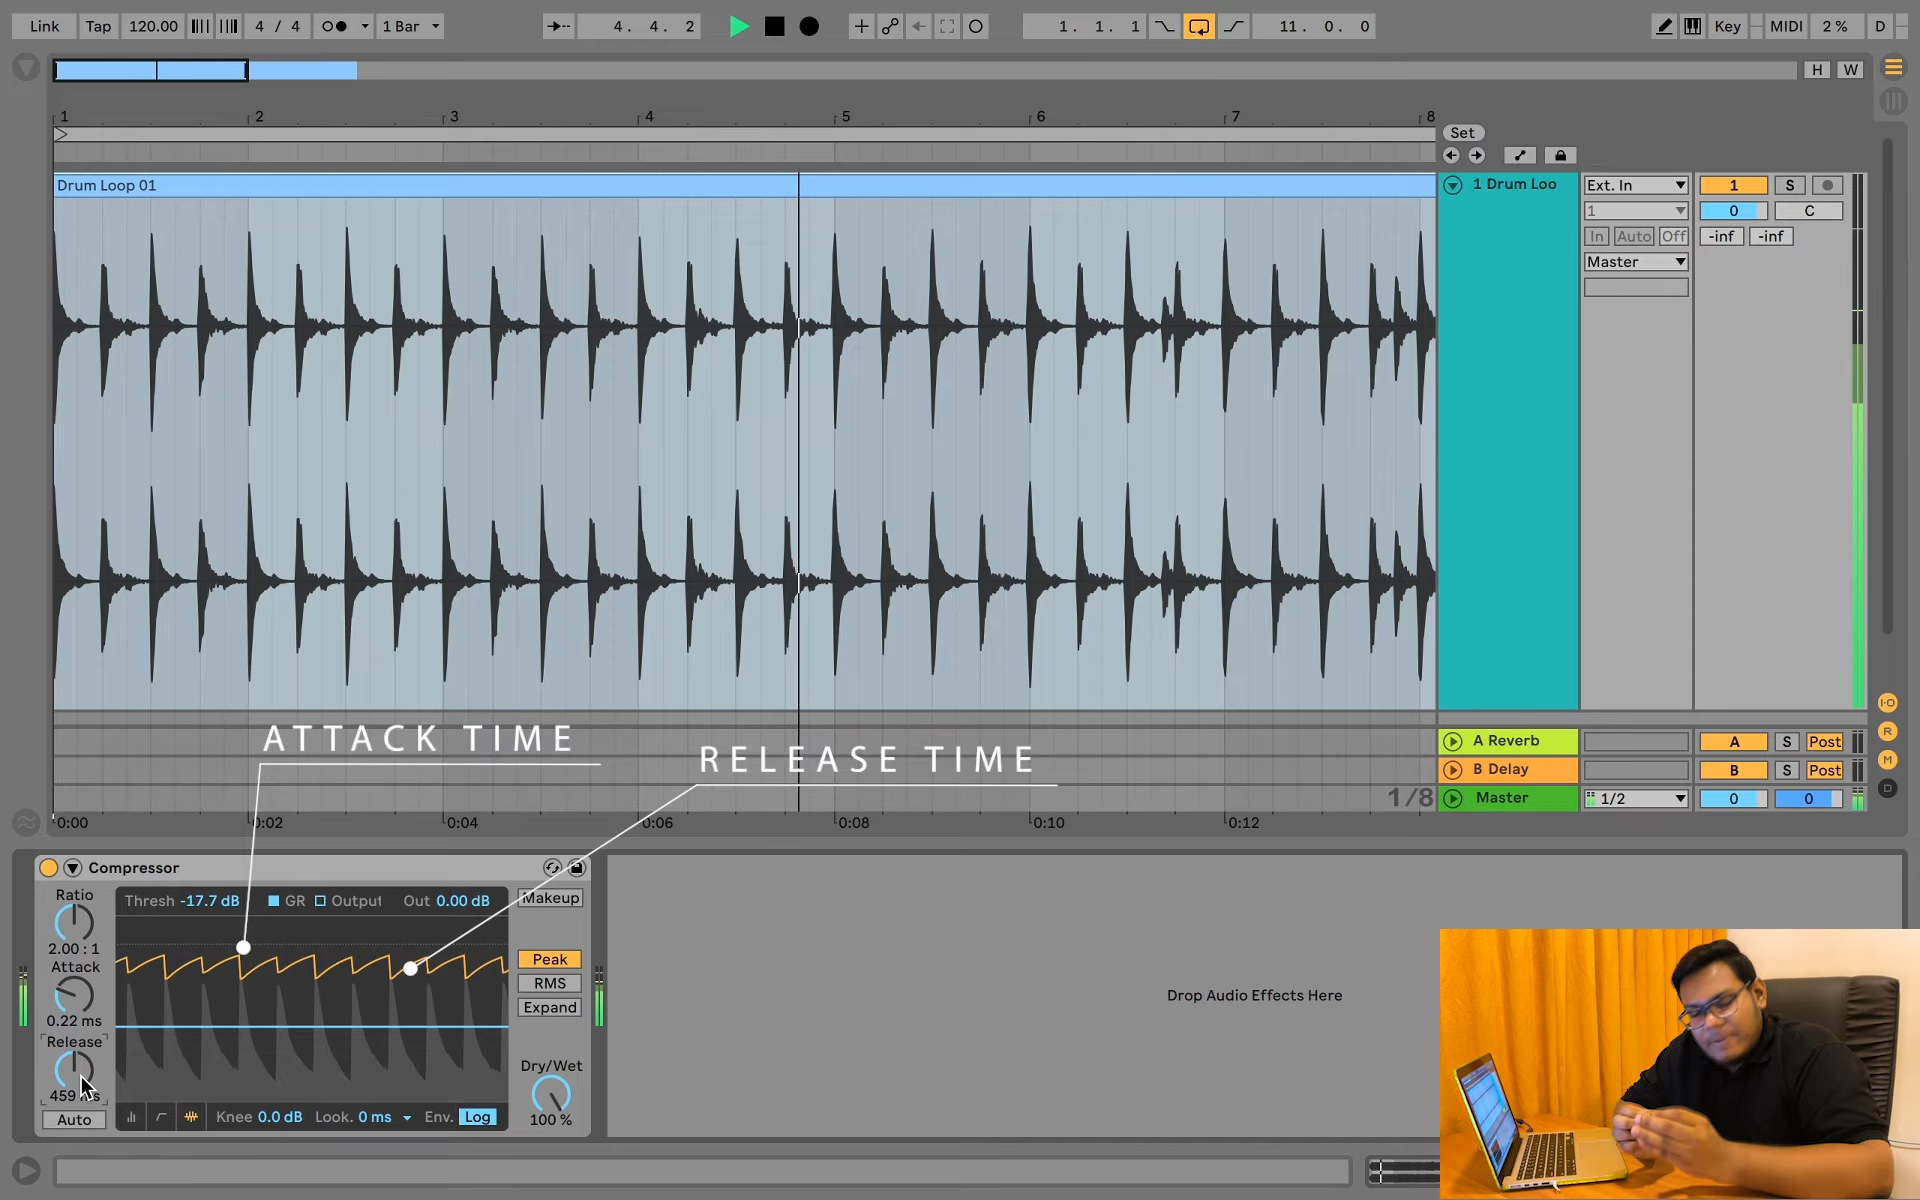 Link Tap 120.00 4 / 4 1 Bar 4. 4. 2 1. 1. 1 11. 0. 0 Key MIDI 2 % D
H W
1 2 3 4 5 6 7 8
Set
Drum Loop 01
1 Drum Loo Ext. In 1 S
1 0 C
In Auto Off -inf -inf
Master
ATTACK TIME
RELEASE TIME
A Reverb A S Post
B Delay B S Post
1/8 Master 1/2 0 0
I·O
R
M
D
0:00 0:02 0:04 0:06 0:08 0:10 0:12
Compressor
Ratio
2.00 : 1
Attack
0.22 ms
Release
459
Auto
Thresh -17.7 dB GR Output Out 0.00 dB
Knee 0.0 dB Look. 0 ms Env. Log
Makeup
Peak
RMS
Expand
Dry/Wet
100 %
Drop Audio Effects Here